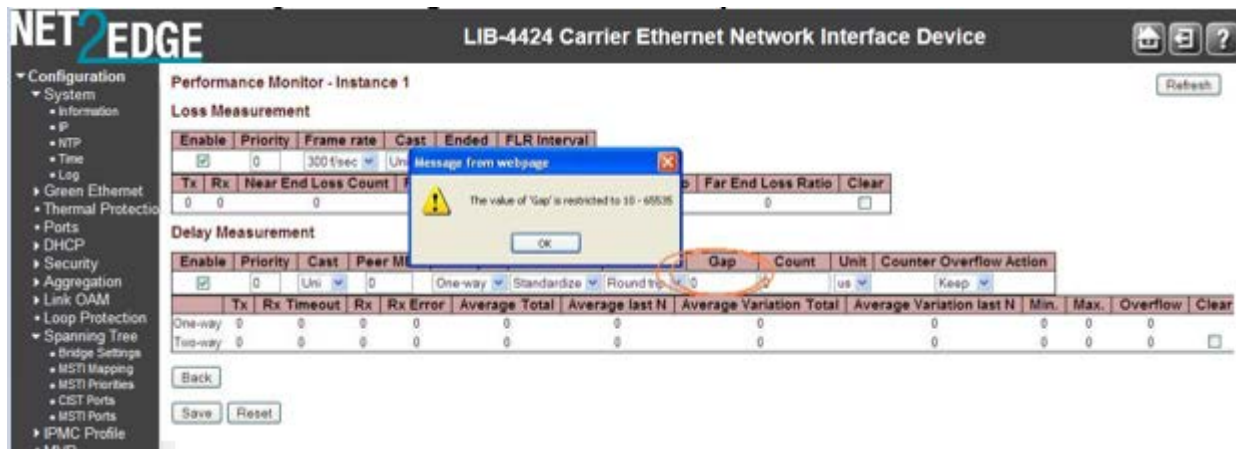 NET2EDGE
LIB-4424 Carrier Ethernet Network Interface Device
?
Configuration
System
Information
IP
NTP
Time
Log
Green Ethernet
Thermal Protectio
Ports
DHCP
Security
Aggregation
Link OAM
Loop Protection
Spanning Tree
Bridge Settings
MSTI Mapping
MSTI Priorities
CIST Ports
MSTI Ports
IPMC Profile
Performance Monitor - Instance 1
Refresh
Loss Measurement
Enable Priority Frame rate Cast Ended FLR Interval
0 300 f/sec Uni
Tx Rx Near End Loss Count Far End Loss Ratio Clear
0 0 0 0
Message from webpage
The value of 'Gap' is restricted to 10 - 65535
OK
Delay Measurement
Enable Priority Cast Peer Gap Count Unit Counter Overflow Action
0 Uni 0 One-way Standardize Round trip 0 us Keep
Tx Rx Timeout Rx Rx Error Average Total Average last N Average Variation Total Average Variation last N Min. Max. Overflow Clear
One-way 0 0 0 0 0 0 0 0 0 0 0
Two-way 0 0 0 0 0 0 0 0 0 0 0
Back
Save Reset